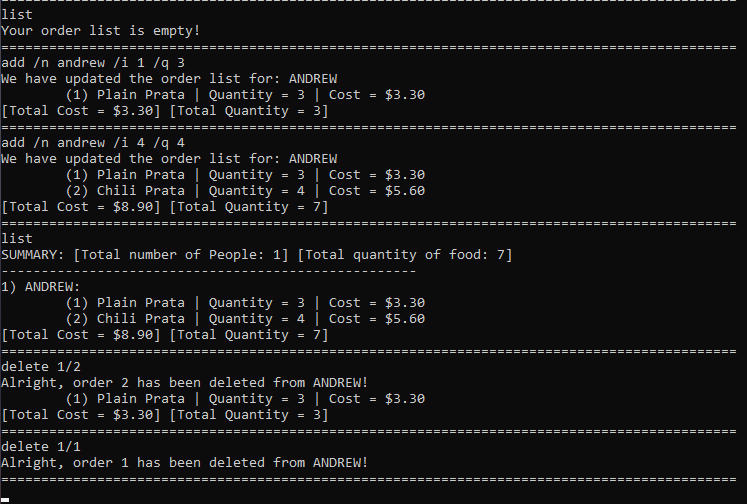 list
Your order list is empty!
============================================================================================
add /n andrew /i 1 /q 3
We have updated the order list for: ANDREW
        (1) Plain Prata | Quantity = 3 | Cost = $3.30
[Total Cost = $3.30] [Total Quantity = 3]
============================================================================================
add /n andrew /i 4 /q 4
We have updated the order list for: ANDREW
        (1) Plain Prata | Quantity = 3 | Cost = $3.30
        (2) Chili Prata | Quantity = 4 | Cost = $5.60
[Total Cost = $8.90] [Total Quantity = 7]
============================================================================================
list
SUMMARY: [Total number of People: 1] [Total quantity of food: 7]
----------------------------------------------------
1) ANDREW:
        (1) Plain Prata | Quantity = 3 | Cost = $3.30
        (2) Chili Prata | Quantity = 4 | Cost = $5.60
[Total Cost = $8.90] [Total Quantity = 7]
============================================================================================
delete 1/2
Alright, order 2 has been deleted from ANDREW!
        (1) Plain Prata | Quantity = 3 | Cost = $3.30
[Total Cost = $3.30] [Total Quantity = 3]
============================================================================================
delete 1/1
Alright, order 1 has been deleted from ANDREW!
============================================================================================